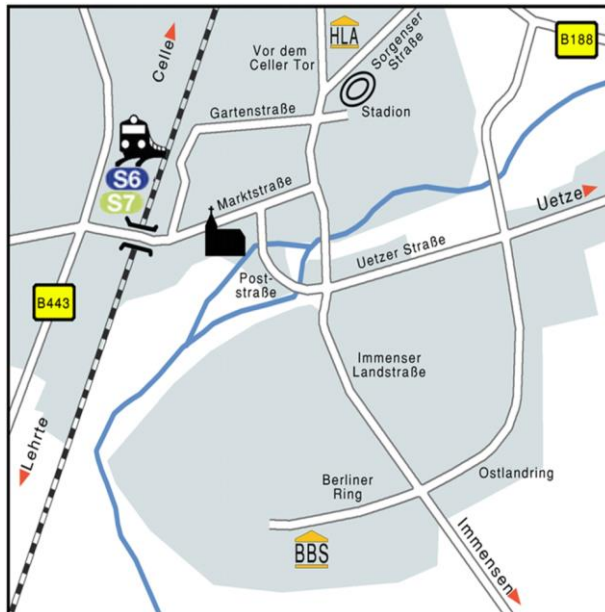 HLA
B188
Celle
Vor dem
Celler Tor
Sorgenser
Straße
Gartenstraße
Stadion
S6
S7
Marktstraße
Uetze
Uetzer Straße
Post-
straße
B443
Immenser
Landstraße
Lehrte
Berliner
Ring
Ostlandring
BBS
Immensen